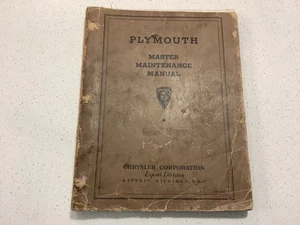 PLYMOUTH
MASTER
MAINTENANCE
MANUAL
CHRYSLER CORPORATION
Export Division
DETROIT, MICHIGAN, U.S.A.